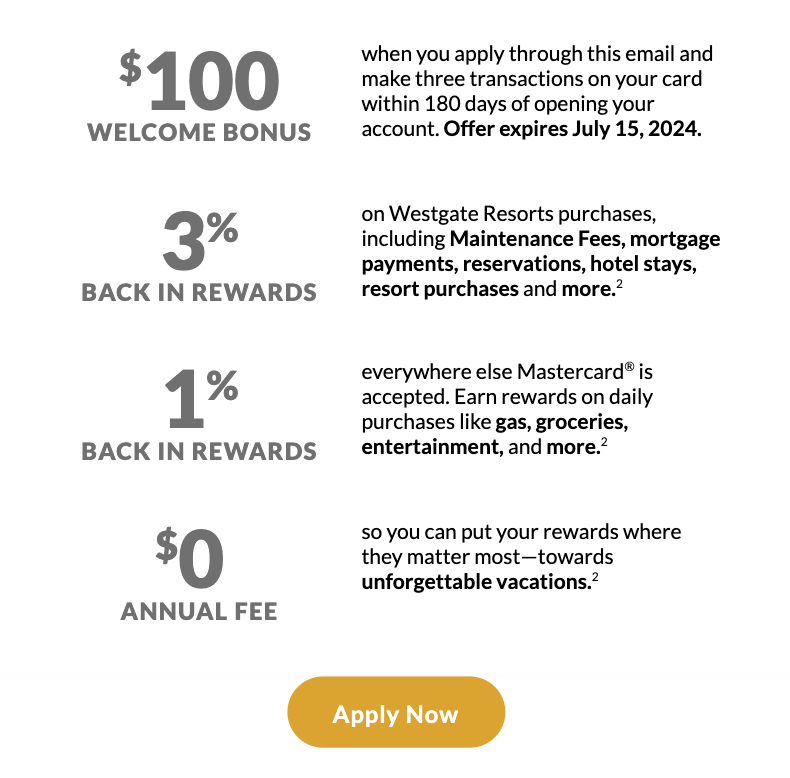 $100
WELCOME BONUS
when you apply through this email and
make three transactions on your card
within 180 days of opening your
account. Offer expires July 15, 2024.
3%
BACK IN REWARDS
on Westgate Resorts purchases,
including Maintenance Fees, mortgage
payments, reservations, hotel stays,
resort purchases and more.2
1%
BACK IN REWARDS
everywhere else Mastercard® is
accepted. Earn rewards on daily
purchases like gas, groceries,
entertainment, and more.2
$0
ANNUAL FEE
so you can put your rewards where
they matter most—towards
unforgettable vacations.2
Apply Now